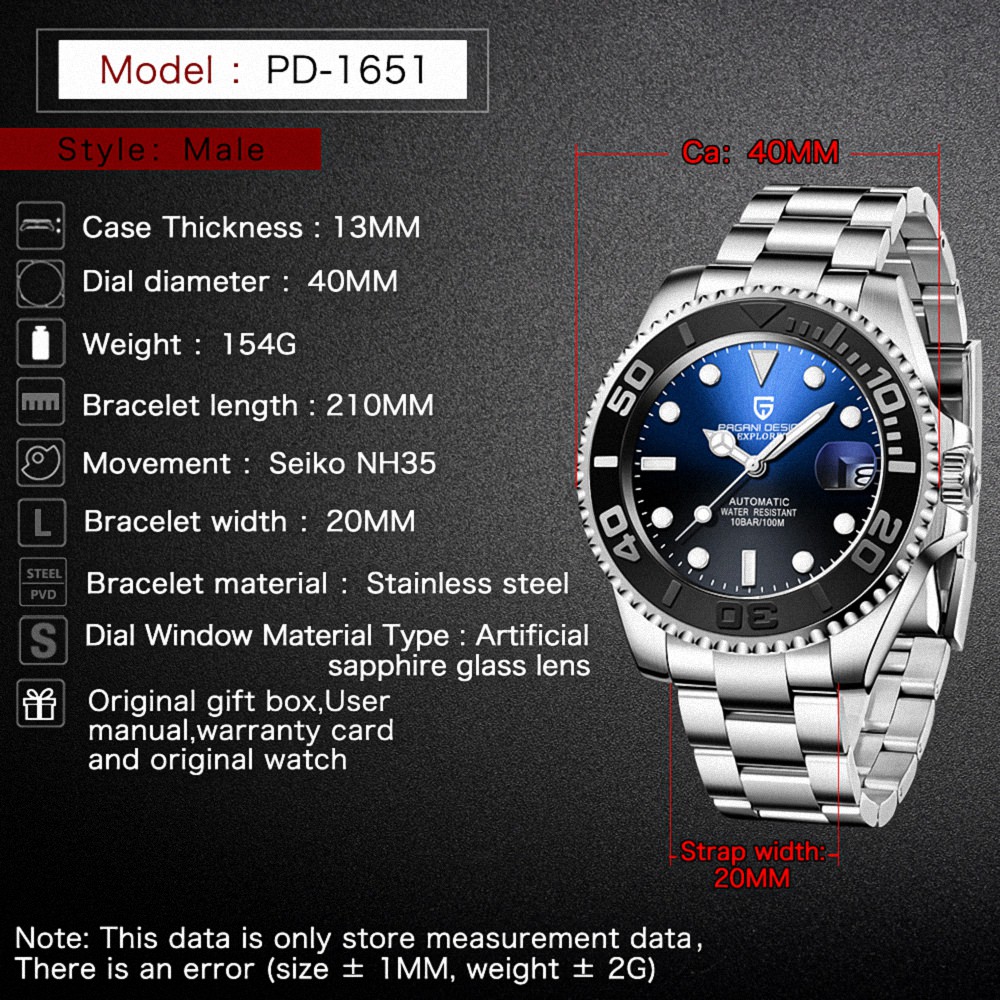 Model : PD-1651
Style: Male
Ca: 40MM
Case Thickness : 13MM
Dial diameter : 40MM
Weight : 154G
Bracelet length : 210MM
Movement : Seiko NH35
L
Bracelet width : 20MM
STEEL
PVD
Bracelet material : Stainless steel
S
Dial Window Material Type : Artificial
sapphire glass lens
Original gift box,User
manual,warranty card
and original watch
10
20
30
40
50
PAGANI DESIG
EXPLOR
AUTOMATIC
WATER RESISTANT
10BAR/100M
Strap width:
20MM
Note: This data is only store measurement data,
There is an error (size ± 1MM, weight ± 2G)